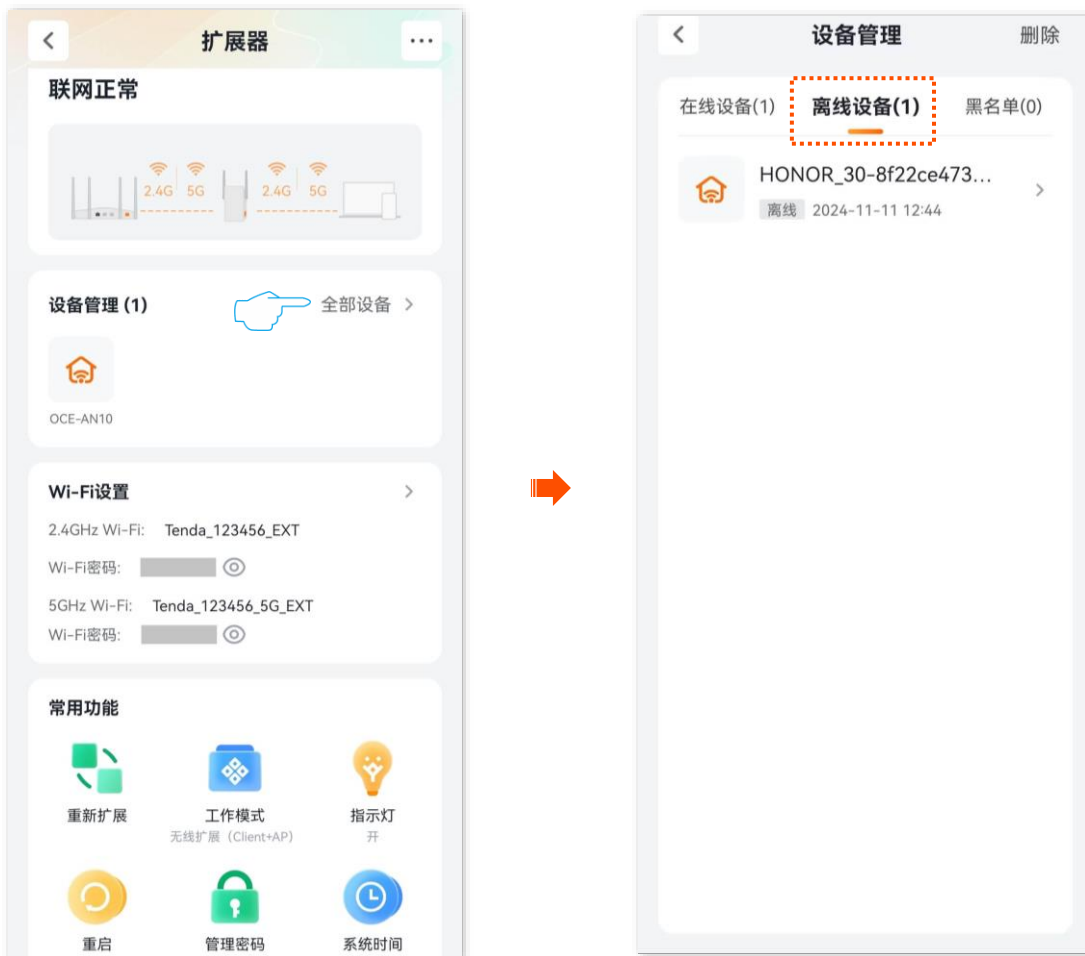 扩展器
联网正常
2.4G 5G 2.4G 5G
设备管理 (1) 全部设备
OCE-AN10
Wi-Fi设置
2.4GHz Wi-Fi: Tenda_123456_EXT
Wi-Fi密码:
5GHz Wi-Fi: Tenda_123456_5G_EXT
Wi-Fi密码:
常用功能
重新扩展 工作模式 指示灯
无线扩展（Client+AP） 开
重启 管理密码 系统时间
设备管理 删除
在线设备(1) 离线设备(1) 黑名单(0)
HONOR_30-8f22ce473...
离线 2024-11-11 12:44